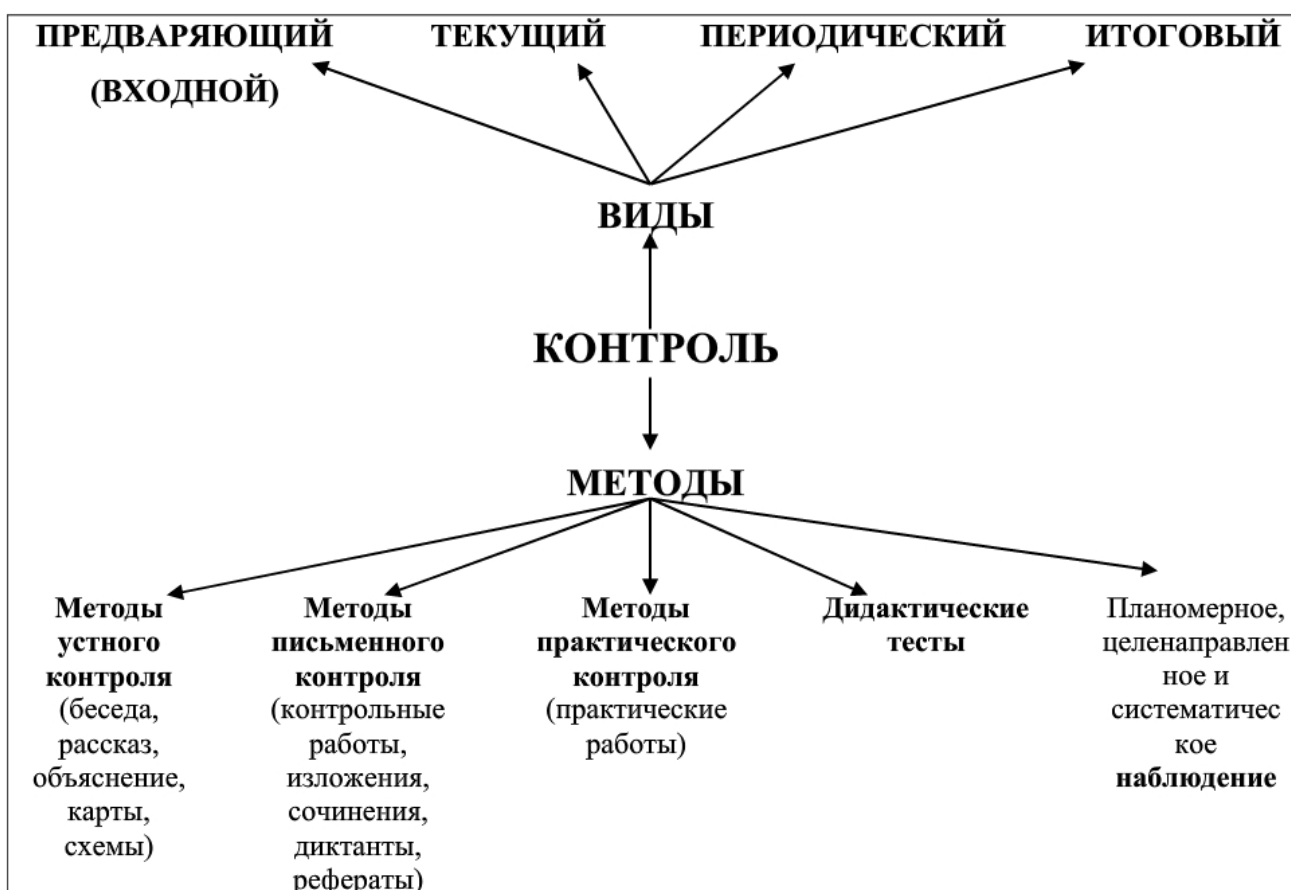 ПРЕДВАРЯЮЩИЙ
(ВХОДНОЙ)
ТЕКУЩИЙ
ПЕРИОДИЧЕСКИЙ
ИТОГОВЫЙ
ВИДЫ
КОНТРОЛЬ
МЕТОДЫ
Методы
устного
контроля
(беседа,
рассказ,
объяснение,
карты,
схемы)
Методы
письменного
контроля
(контрольные
работы,
изложения,
сочинения,
диктанты,
рефераты)
Методы
практического
контроля
(практические
работы)
Дидактические
тесты
Планомерное,
целенаправлен
ное и
систематичес
кое
наблюдение